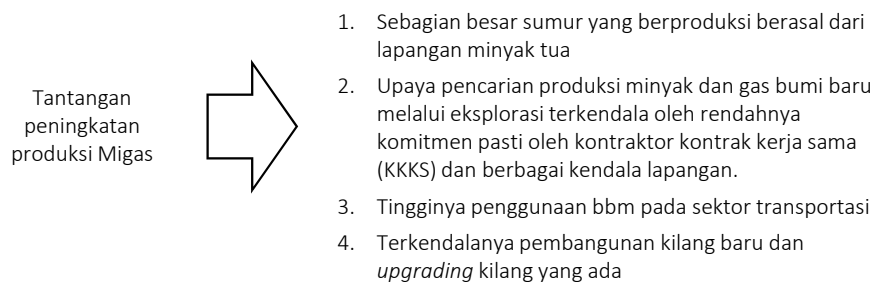 Tantangan
peningkatan
produksi Migas
1. Sebagian besar sumur yang berproduksi berasal dari
lapangan minyak tua
2. Upaya pencarian produksi minyak dan gas bumi baru
melalui eksplorasi terkendala oleh rendahnya
komitmen pasti oleh kontraktor kontrak kerja sama
(KKKS) dan berbagai kendala lapangan.
3. Tingginya penggunaan bbm pada sektor transportasi
4. Terkendalanya pembangunan kilang baru dan
upgrading kilang yang ada